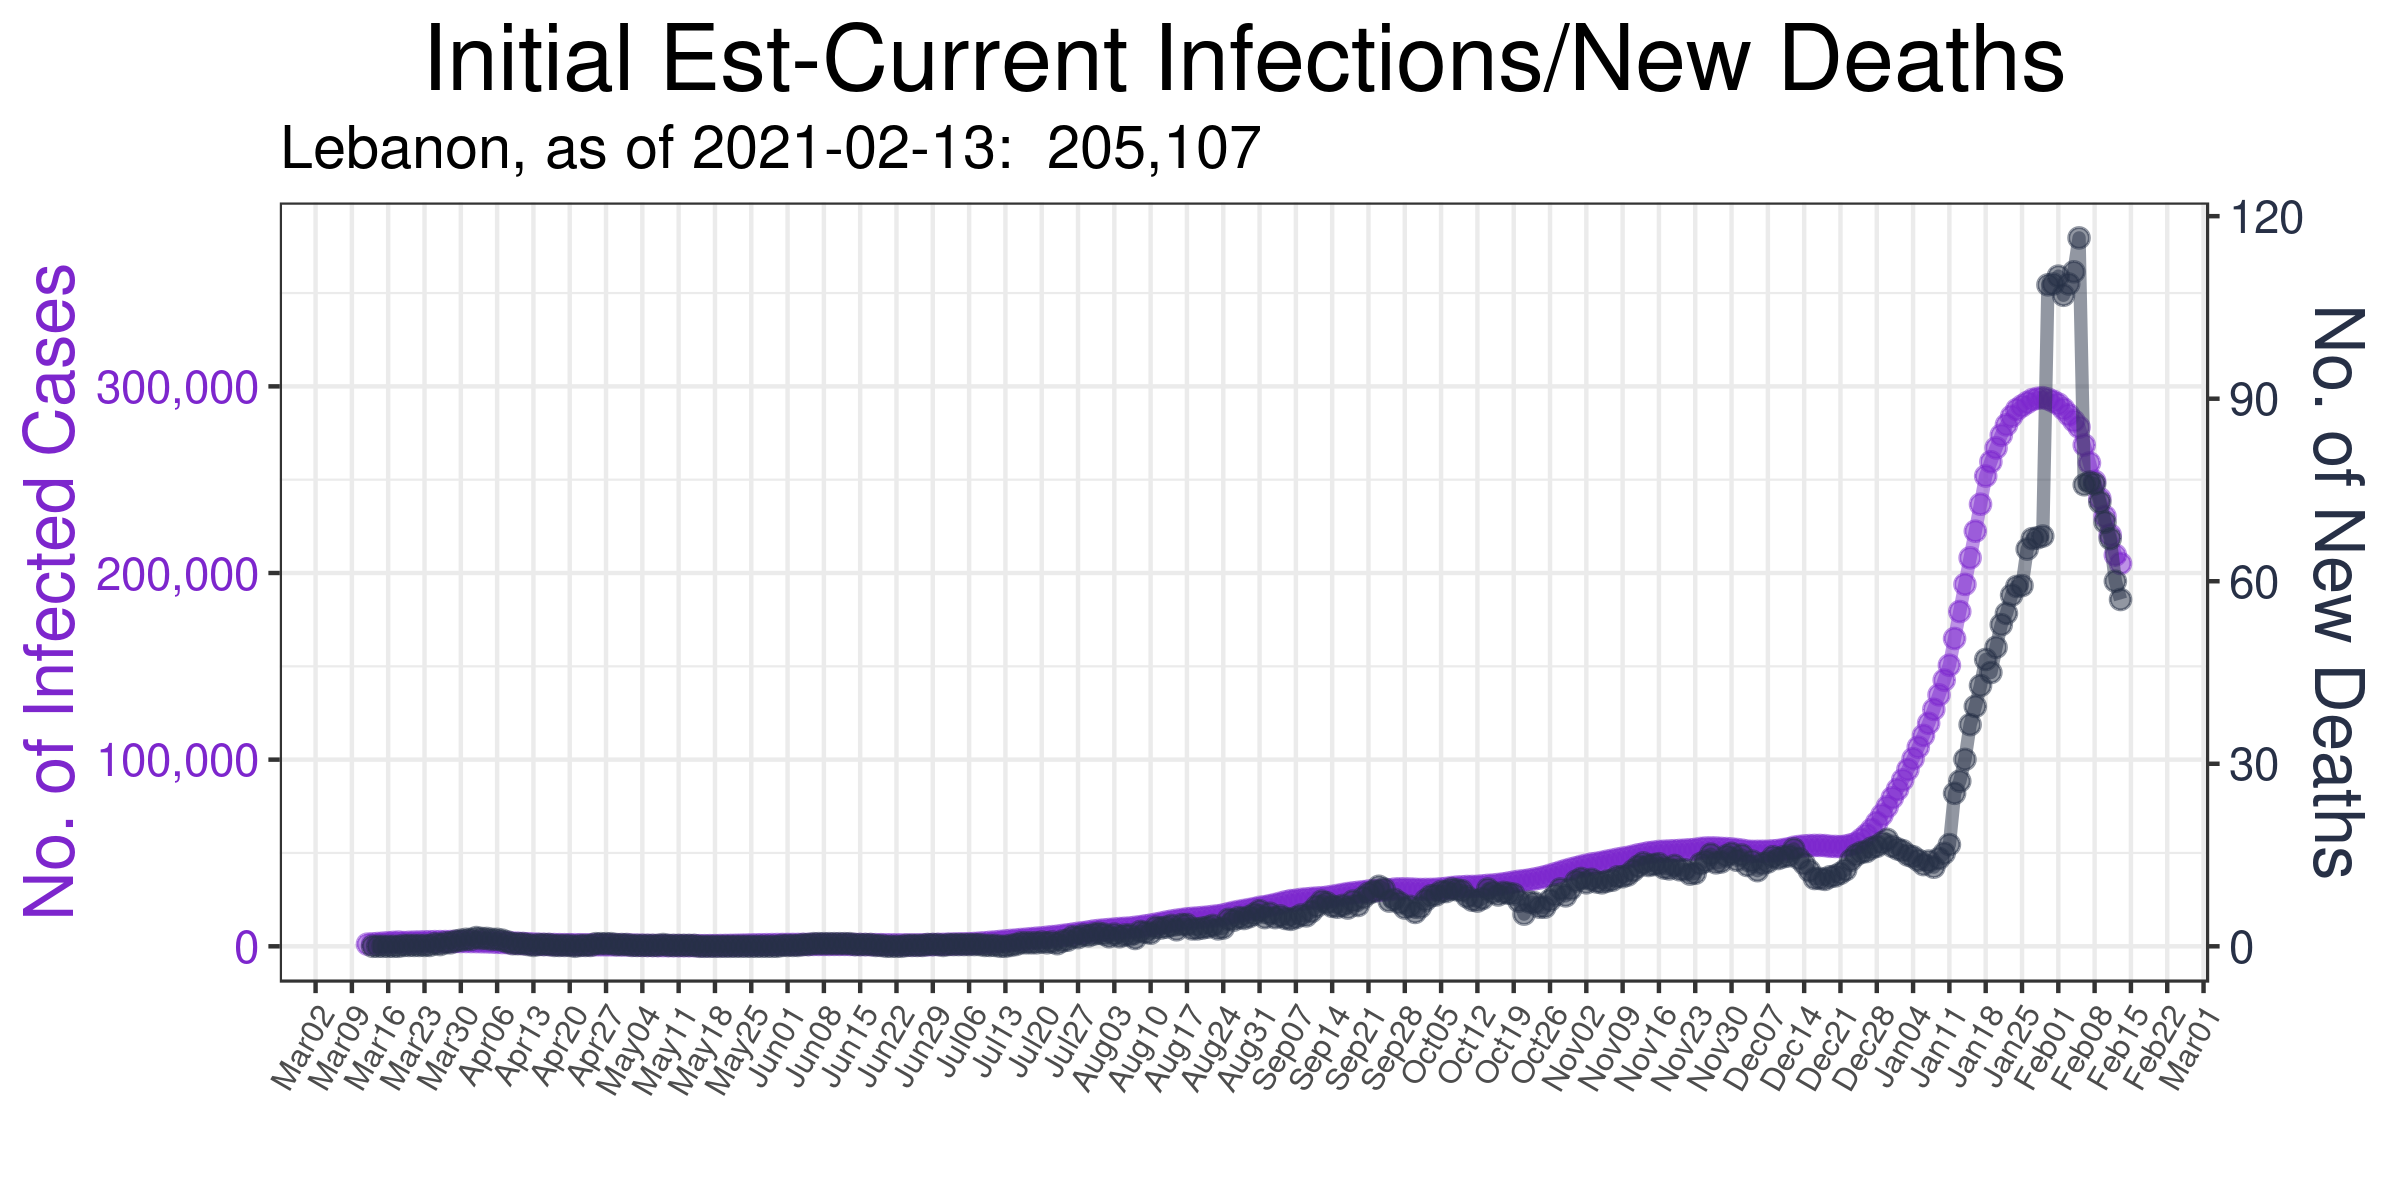 Initial Est-Current Infections/New Deaths
Lebanon, as of 2021-02-13:  205,107
No. of Infected Cases
300,000
200,000
100,000
0
120
90
60
30
0
No. of New Deaths
Mar02
Mar09
Mar16
Mar23
Mar30
Apr06
Apr13
Apr20
Apr27
May04
May11
May18
May25
Jun01
Jun08
Jun15
Jun22
Jun29
Jul06
Jul13
Jul20
Jul27
Aug03
Aug10
Aug17
Aug24
Aug31
Sep07
Sep14
Sep21
Sep28
Oct05
Oct12
Oct19
Oct26
Nov02
Nov09
Nov16
Nov23
Nov30
Dec07
Dec14
Dec21
Dec28
Jan04
Jan11
Jan18
Jan25
Feb01
Feb08
Feb15
Feb22
Mar01